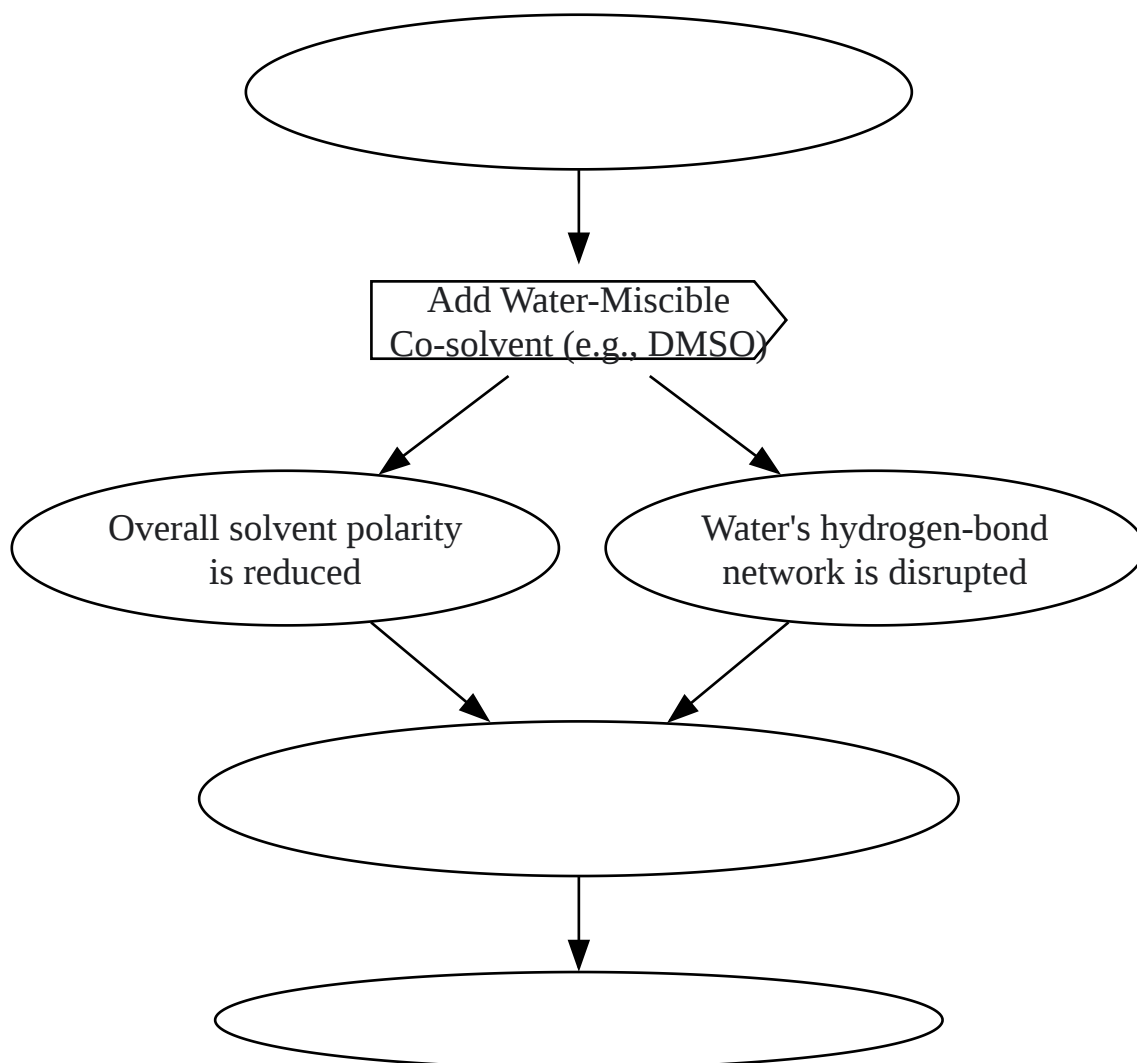 Add Water-Miscible
Co-solvent (e.g., DMSO)
Overall solvent polarity
is reduced
Water's hydrogen-bond
network is disrupted